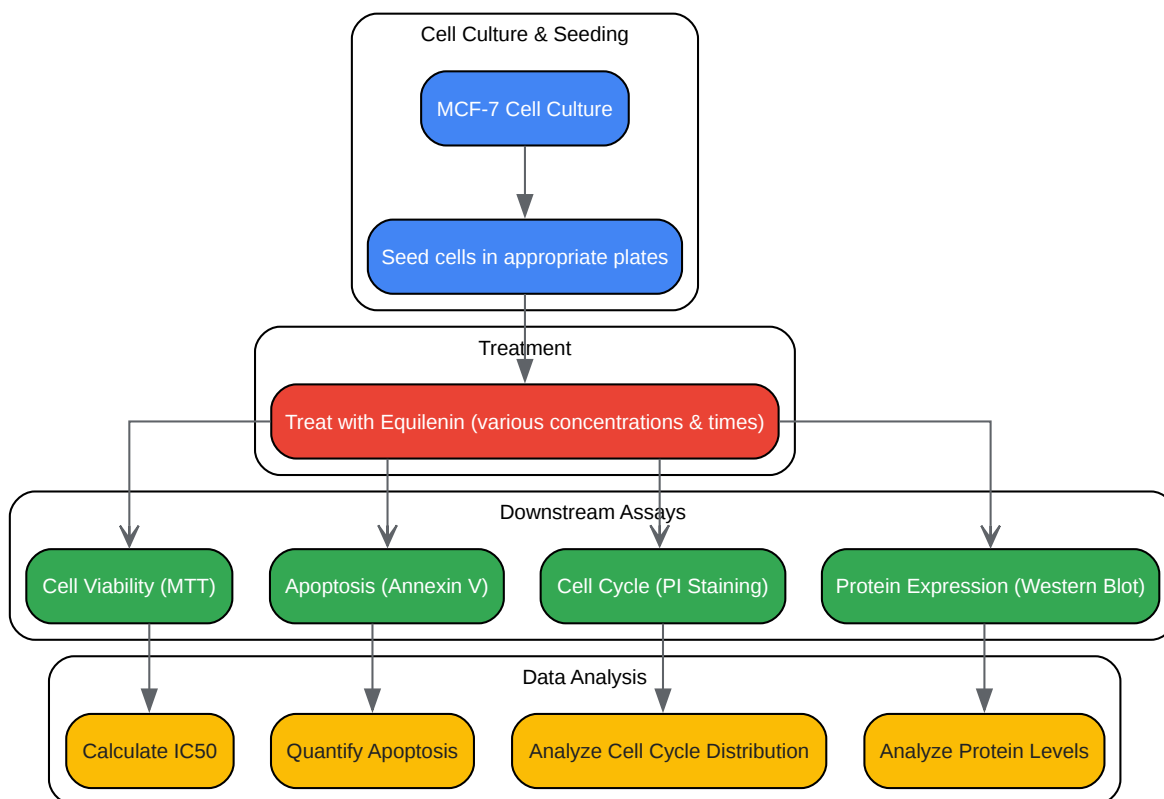 Cell Culture & Seeding
MCF-7 Cell Culture
Seed cells in appropriate plates
Treatment
Treat with Equilenin (various concentrations & times)
Downstream Assays
Cell Viability (MTT)
Apoptosis (Annexin V)
Cell Cycle (PI Staining)
Protein Expression (Western Blot)
Data Analysis
Calculate IC50
Quantify Apoptosis
Analyze Cell Cycle Distribution
Analyze Protein Levels